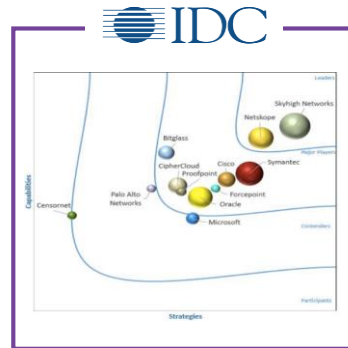 IDC
Leaders
Skyhigh Networks
Netskope
Major Players
Bitglass
CipherCloud
Proofpoint
Cisco
Symantec
Palo Alto
Networks
Forcepoint
Oracle
Censornet
Microsoft
Contenders
Participants
Capabilities
Strategies